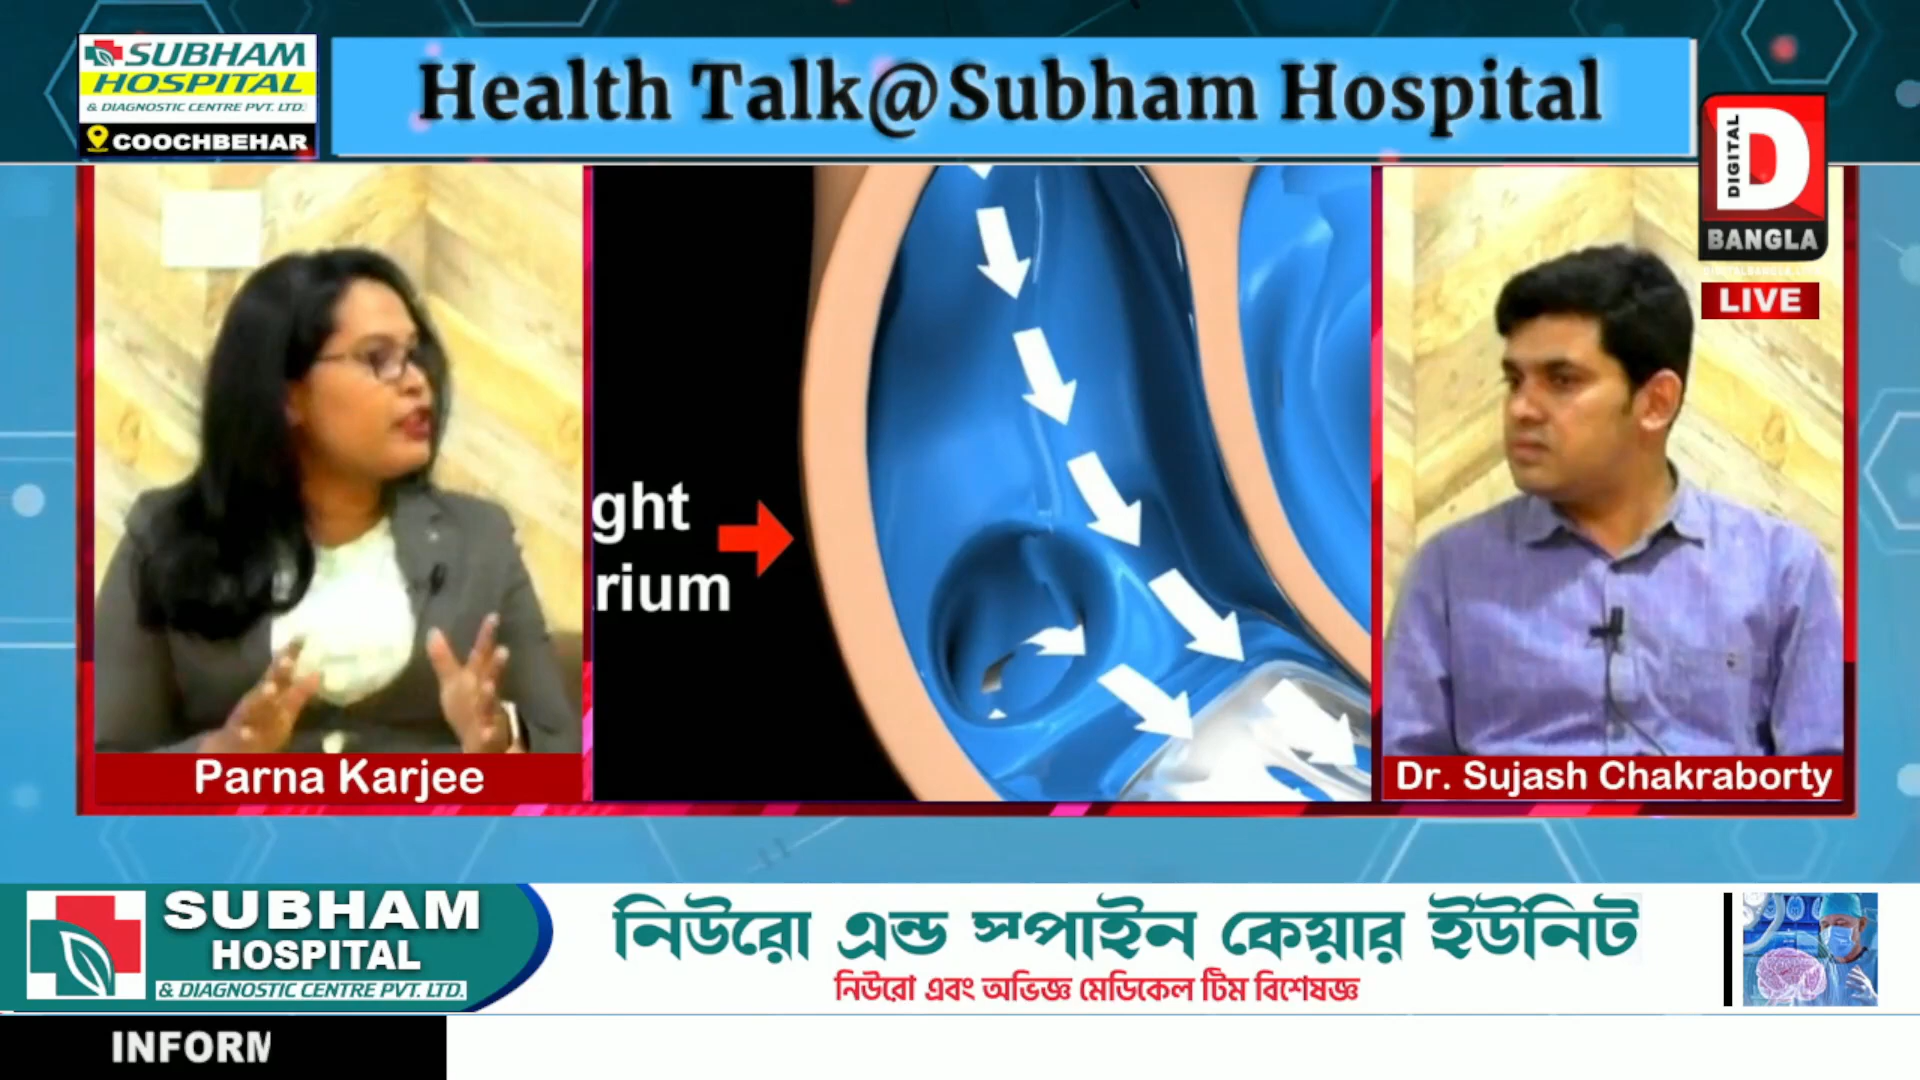 SUBHAM
HOSPITAL
& DIAGNOSTIC CENTRE PVT. LTD.
COOCHBEHAR
Health Talk@Subham Hospital
DIGITAL
D
BANGLA
LIVE
ght
rium
Parna Karjee
Dr. Sujash Chakraborty
SUBHAM
HOSPITAL
& DIAGNOSTIC CENTRE PVT. LTD.
নিউরো এন্ড স্পাইন কেয়ার ইউনিট
নিউরো এবং অভিজ্ঞ মেডিকেল টিম বিশেষজ্ঞ
INFORM